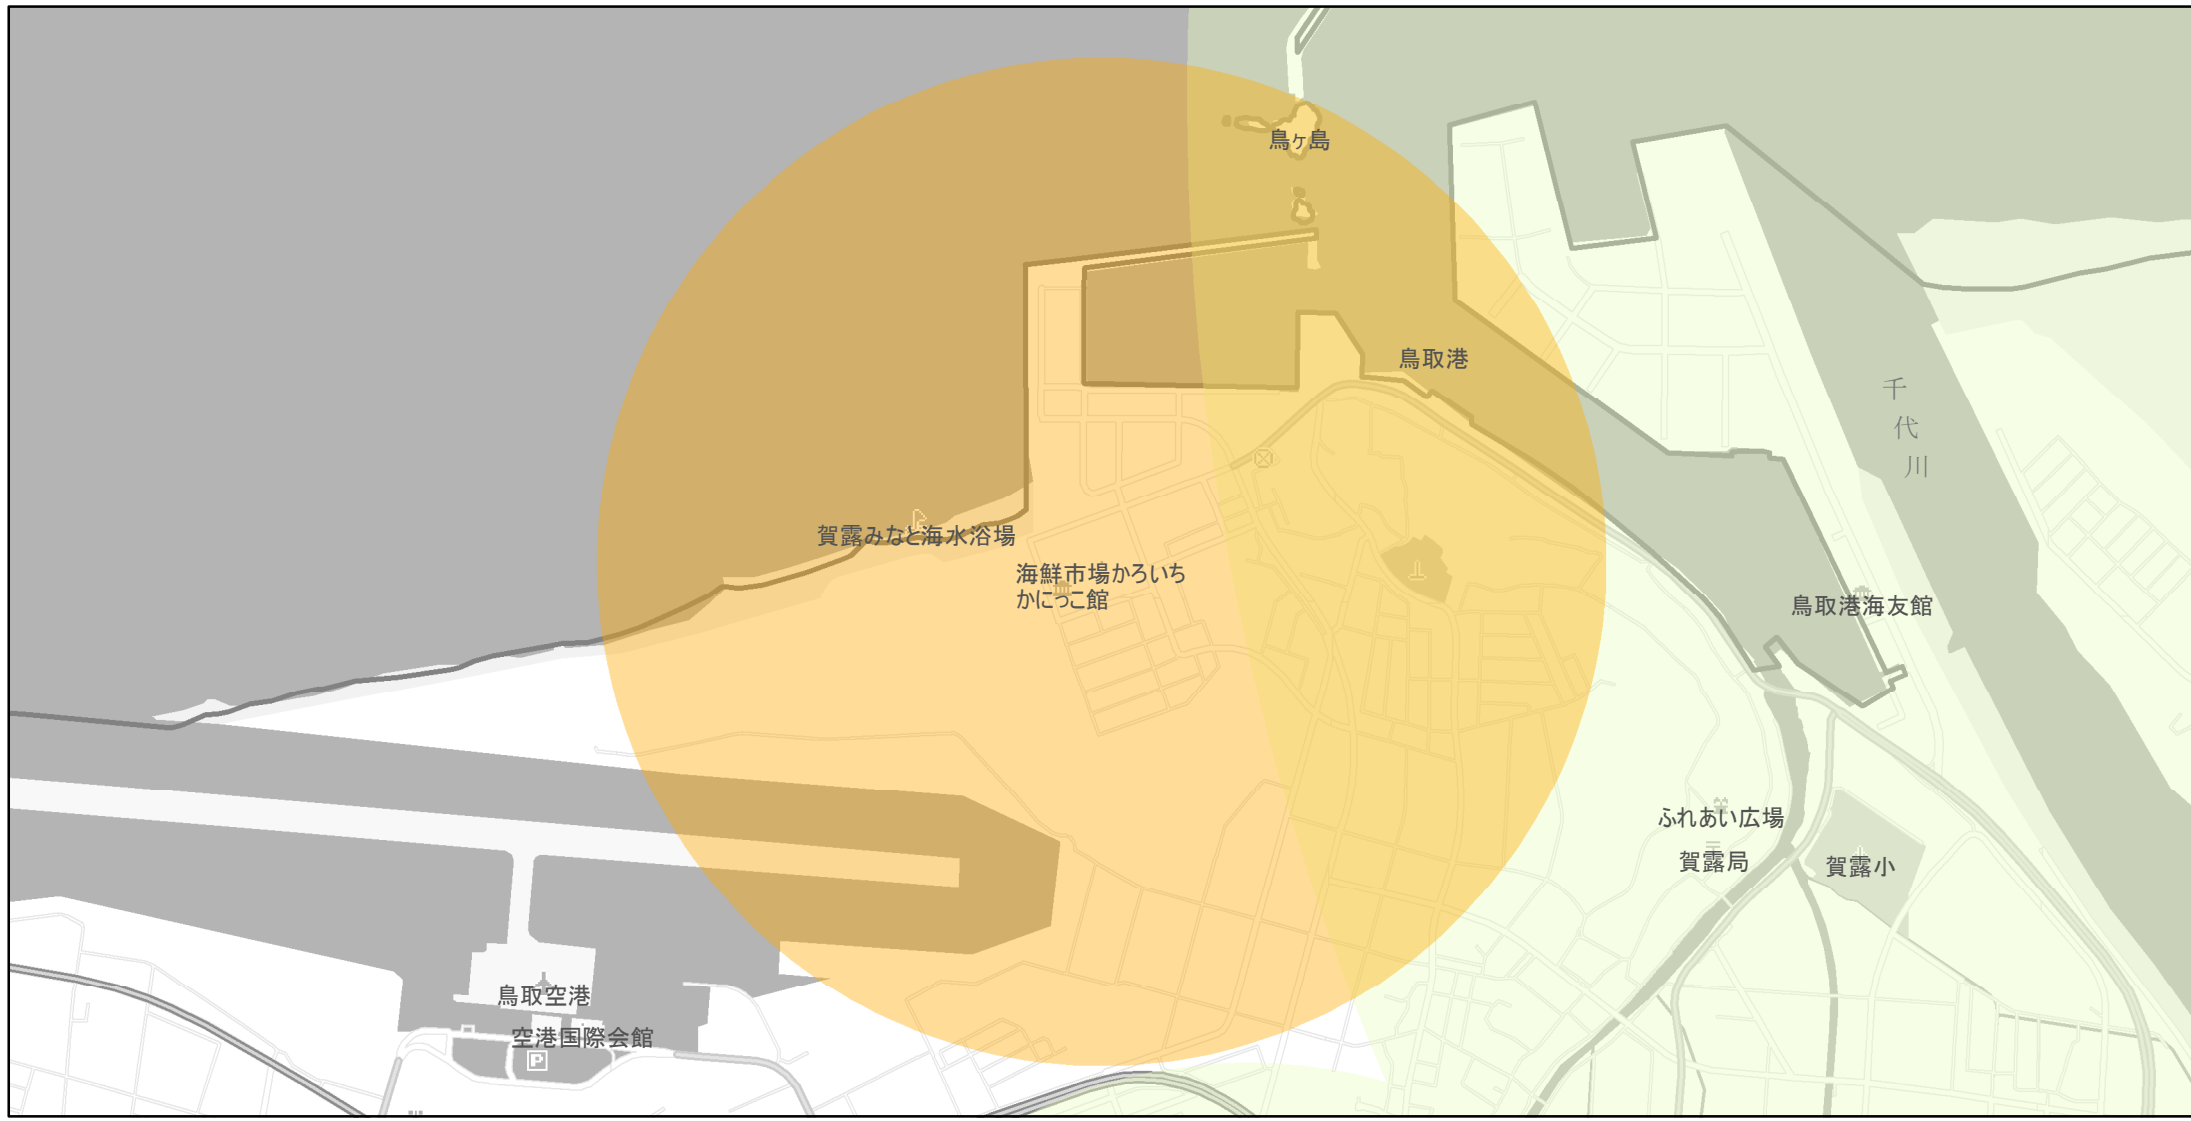 鳥ヶ島
鳥取港
千
代
川
賀露みなと海水浴場
海鮮市場かろいち
かにっこ館
鳥取港海友館
ふれあい広場
賀露局
賀露小
鳥取空港
空港国際会館
P